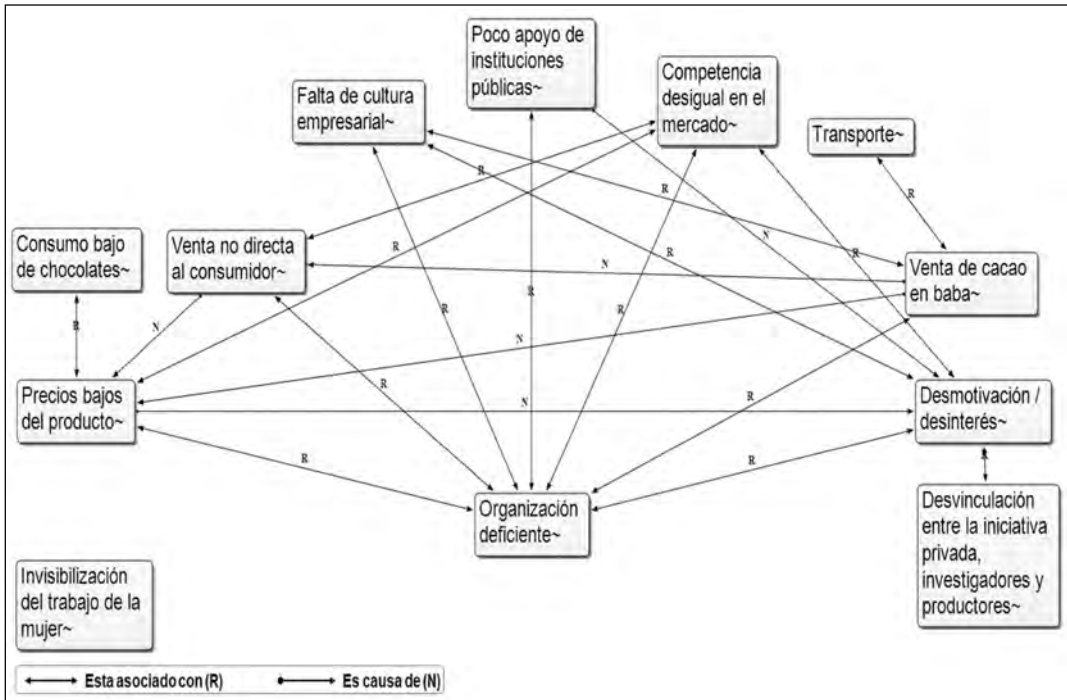 Poco apoyo de
instituciones
públicas~
Competencia
desigual en el
mercado~
Falta de cultura
empresarial~
Transporte~
R
R
R
Consumo bajo
de chocolates~
Venta no directa
al consumidor~
R
N
R
R
Venta de cacao
en baba~
N
R
R
N
R
R
R
N
Precios bajos
del producto~
R
N
R
Desmotivación /
desinterés~
R
R
R
Organización
deficiente~
Desvinculación
entre la iniciativa
privada,
investigadores y
productores~
Invisibilización
del trabajo de la
mujer~
Esta asociado con (R)
Es causa de (N)